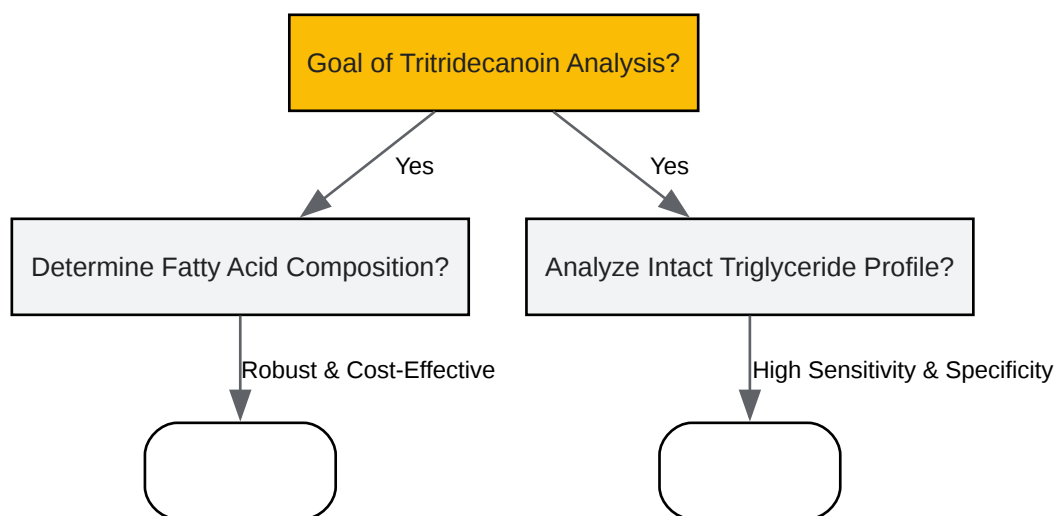 Goal of Tritridecanoin Analysis?
Yes
Yes
Determine Fatty Acid Composition?
Analyze Intact Triglyceride Profile?
Robust & Cost-Effective
High Sensitivity & Specificity